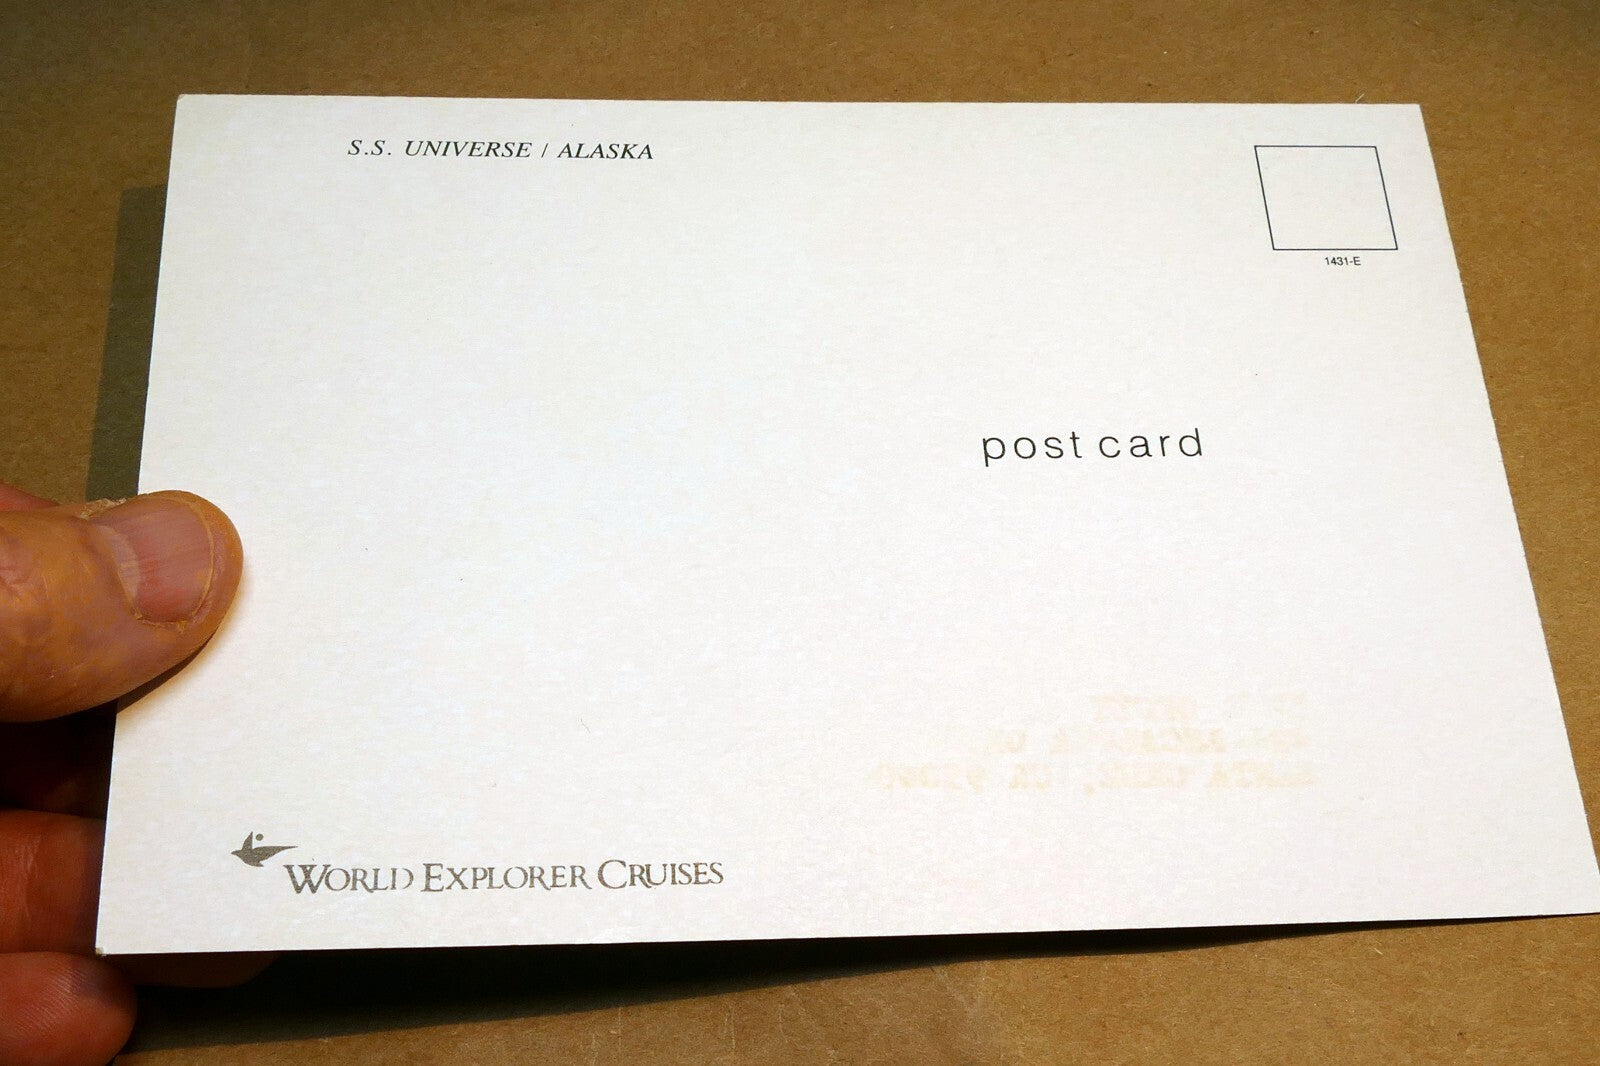 S.S. UNIVERSE / ALASKA
1431-E
post card
WORLD EXPLORER CRUISES